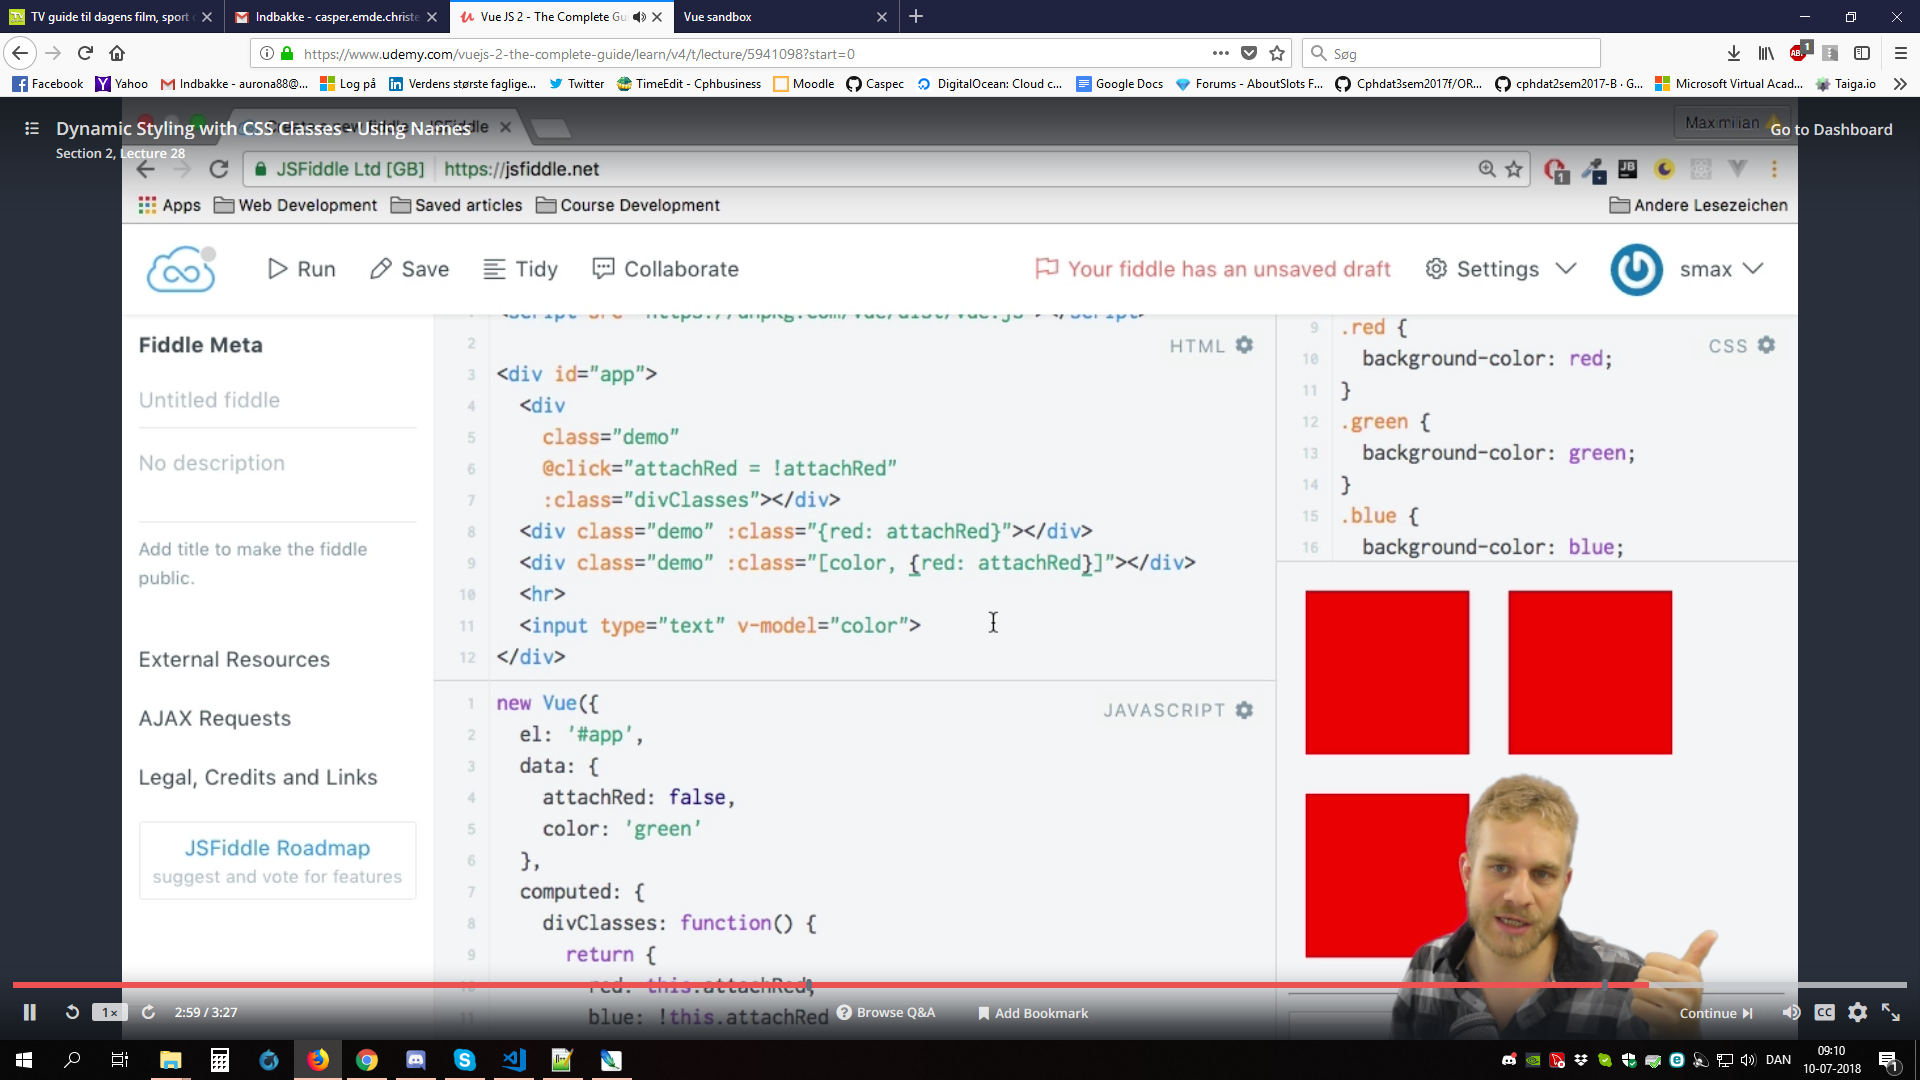 TV guide til dagens film, sport o
Indbakke - casper.emde.christe
Vue JS 2 - The Complete Gu
Vue sandbox
https://www.udemy.com/vuejs-2-the-complete-guide/learn/v4/t/lecture/5941098?start=0
Søg
ABP 1
Facebook
Yahoo
Indbakke - aurona88@...
Log på
Verdens største faglige...
Twitter
TimeEdit - Cphbusiness
Moodle
Caspec
DigitalOcean: Cloud c...
Google Docs
Forums - AboutSlots F...
Cphdat3sem2017f/OR...
cphdat2sem2017-B · G...
Microsoft Virtual Acad...
Taiga.io
Dynamic Styling with CSS Classes - Using Names
Section 2, Lecture 28
Maximilian
Go to Dashboard
JSFiddle Ltd [GB]
https://jsfiddle.net
Apps
Web Development
Saved articles
Course Development
Andere Lesezeichen
Run
Save
Tidy
Collaborate
Your fiddle has an unsaved draft
Settings
smax
Fiddle Meta
Untitled fiddle
No description
Add title to make the fiddle
public.
External Resources
AJAX Requests
Legal, Credits and Links
JSFiddle Roadmap
suggest and vote for features
HTML
2
3 <div id="app">
4 <div
5 class="demo"
6 @click="attachRed = !attachRed"
7 :class="divClasses"></div>
8 <div class="demo" :class="{red: attachRed}"></div>
9 <div class="demo" :class="[color, {red: attachRed}]"></div>
10 <hr>
11 <input type="text" v-model="color">
12 </div>
JAVASCRIPT
1 new Vue({
2 el: '#app',
3 data: {
4 attachRed: false,
5 color: 'green'
6 },
7 computed: {
8 divClasses: function() {
9 return {
10 red: this.attachRed,
11 blue: !this.attachRed
CSS
9 .red {
10 background-color: red;
11 }
12 .green {
13 background-color: green;
14 }
15 .blue {
16 background-color: blue;
1x
2:59 / 3:27
Browse Q&A
Add Bookmark
Continue
CC
DAN
09:10
10-07-2018
1